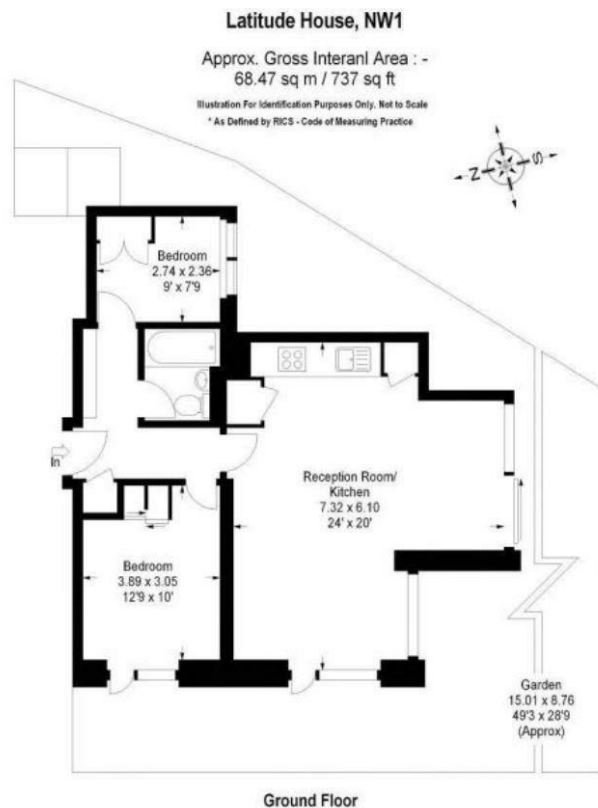 Latitude House, NW1
Approx. Gross Interanl Area : -
68.47 sq m / 737 sq ft
Illustration For Identification Purposes Only. Not to Scale
* As Defined by RICS - Code of Measuring Practice
N S
Bedroom
2.74 x 2.36
9' x 7'9
In
Reception Room/
Kitchen
7.32 x 6.10
24' x 20'
Bedroom
3.89 x 3.05
12'9 x 10'
Garden
15.01 x 8.76
49'3 x 28'9
(Approx)
Ground Floor